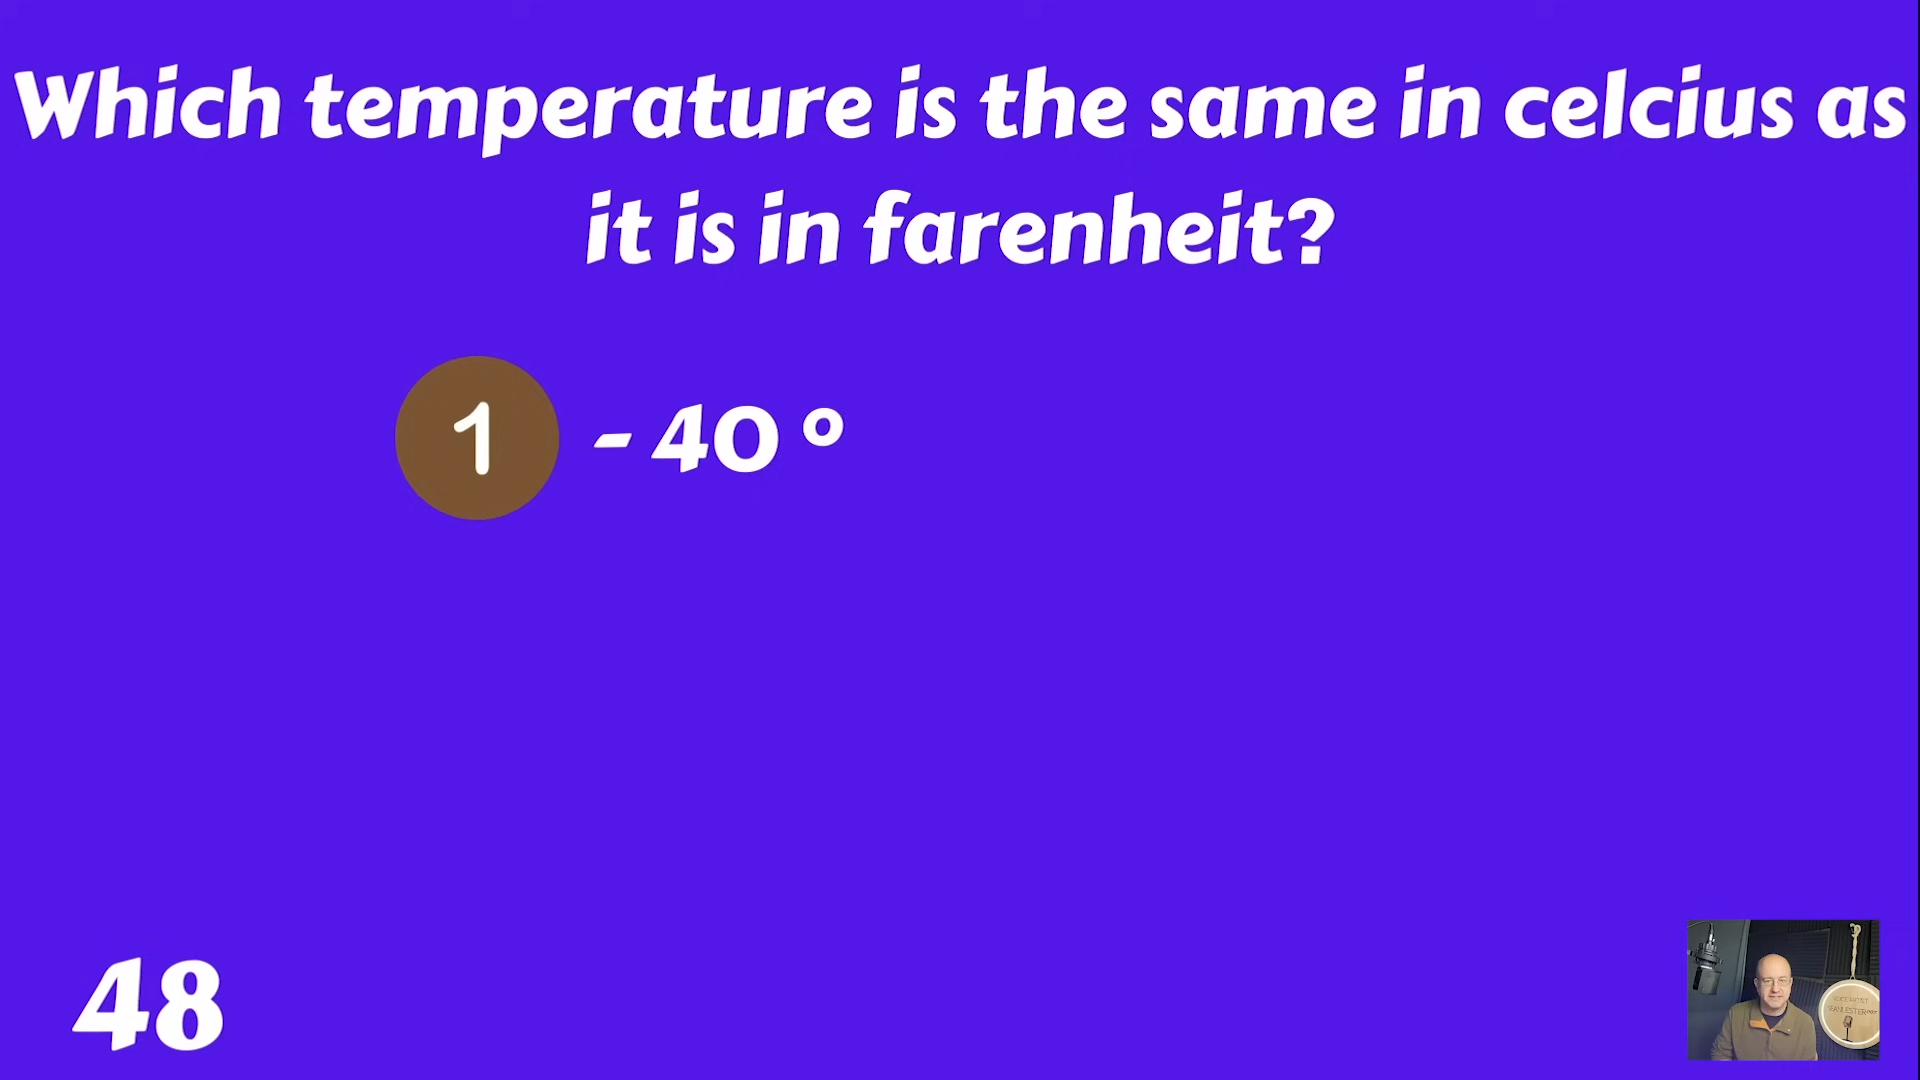 Which temperature is the same in celcius as
it is in farenheit?
1 - 40 °
48